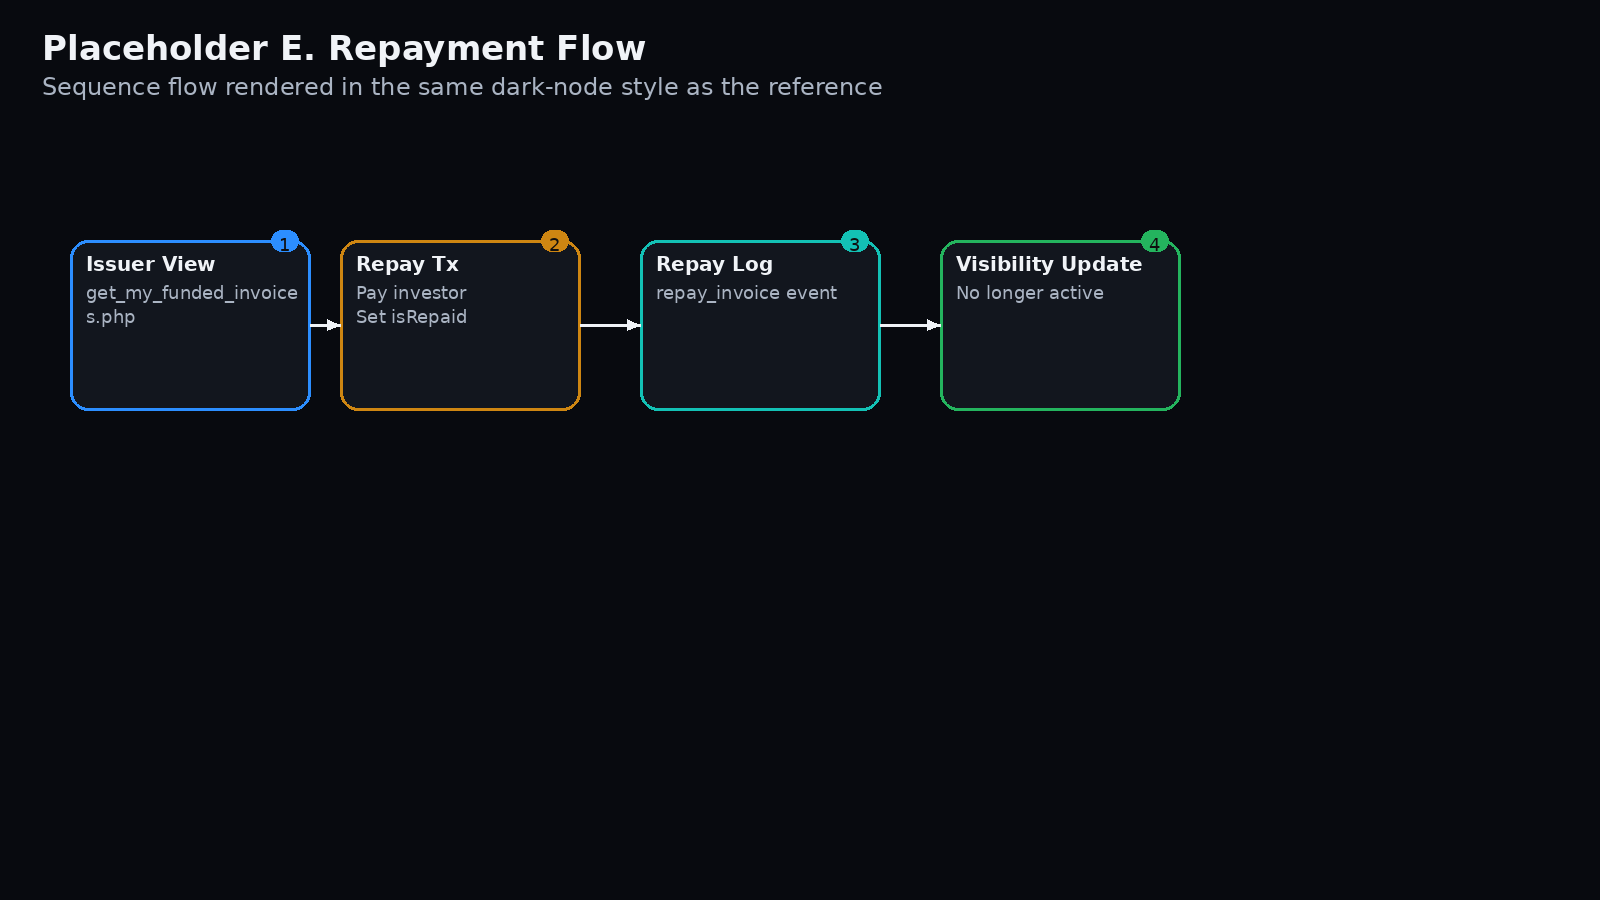 Placeholder E. Repayment Flow
Sequence flow rendered in the same dark-node style as the reference
1
Issuer View
get_my_funded_invoice
s.php
2
Repay Tx
Pay investor
Set isRepaid
3
Repay Log
repay_invoice event
4
Visibility Update
No longer active